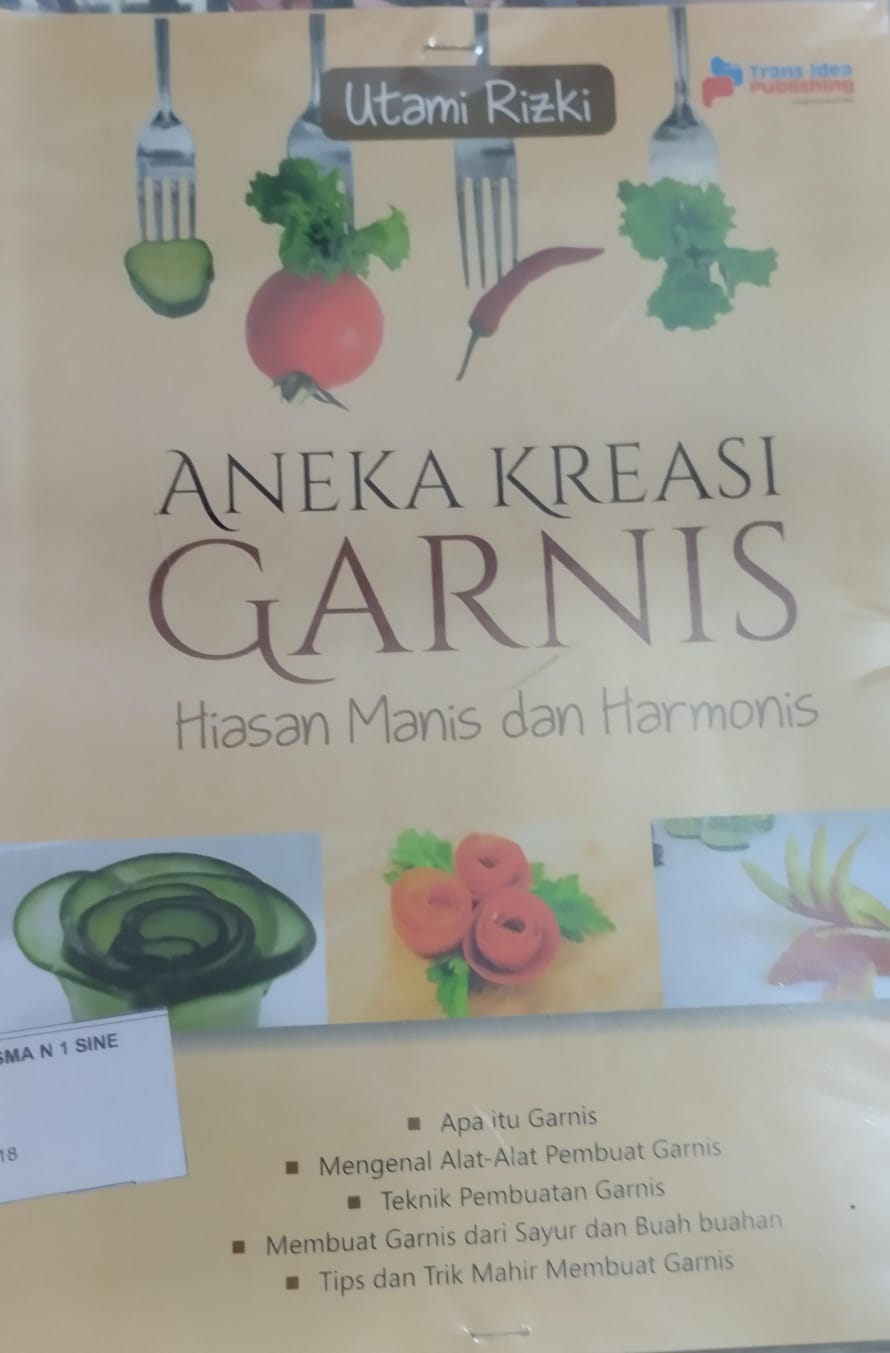 Utami Rizki
Trans Idea
Publishing
ANEKA KREASI
GARNIS
Hiasan Manis dan Harmonis
SMA N 1 SINE
18
Apa itu Garnis
Mengenal Alat-Alat Pembuat Garnis
Teknik Pembuatan Garnis
Membuat Garnis dari Sayur dan Buah buahan
Tips dan Trik Mahir Membuat Garnis